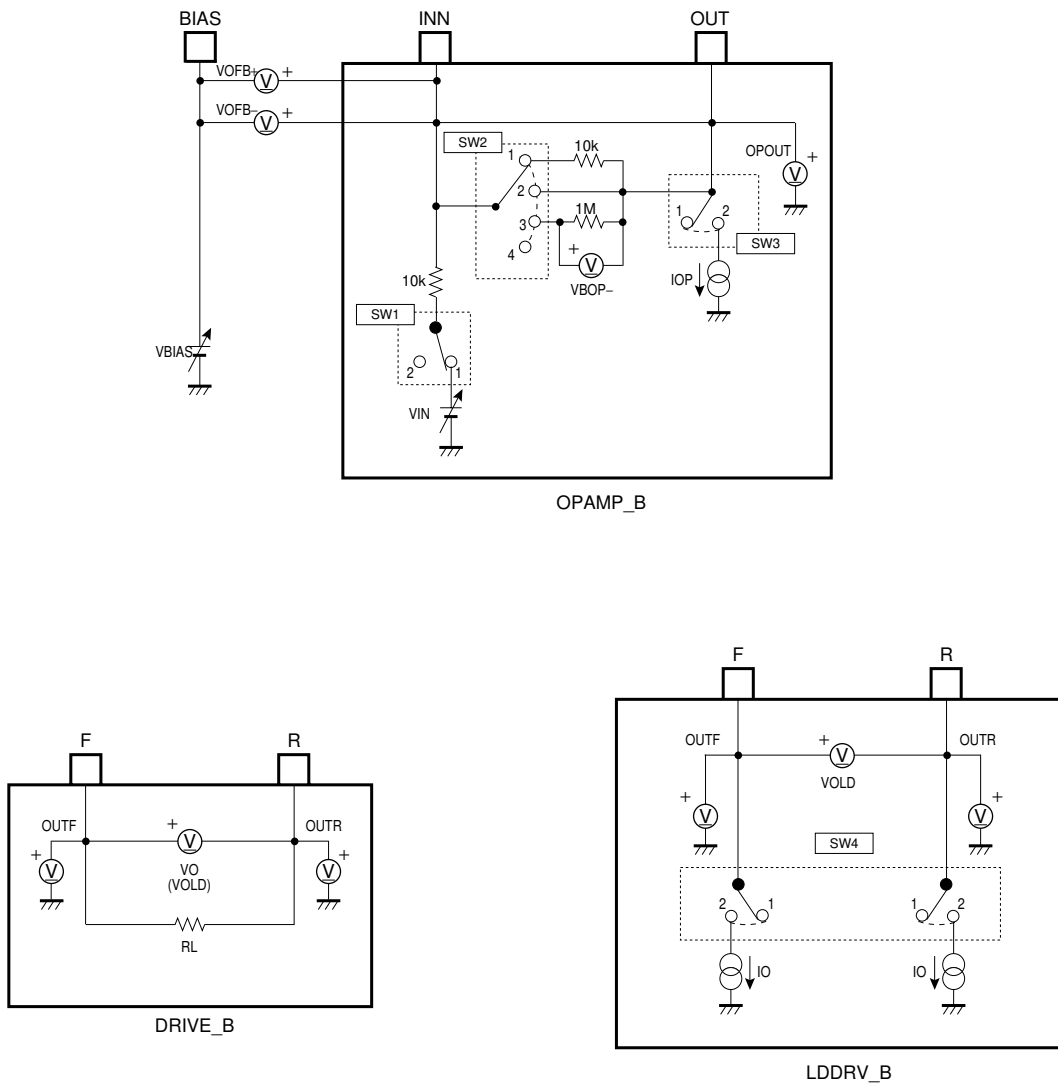 BIAS INN OUT
VOFB+ V +
VOFB− V +
SW2
1 10k
OPOUT V +
2
1M
3
1 2
SW3
4
+ V
VBOP−
IOP
10k
SW1
VBIAS
2 1
VIN
OPAMP_B
F R
OUTF + V OUTR
VOLD
+ V
V +
SW4
2 1
1 2
IO
IO
LDDRV_B
F R
OUTF + V OUTR
+ V
V +
VO
(VOLD)
RL
DRIVE_B